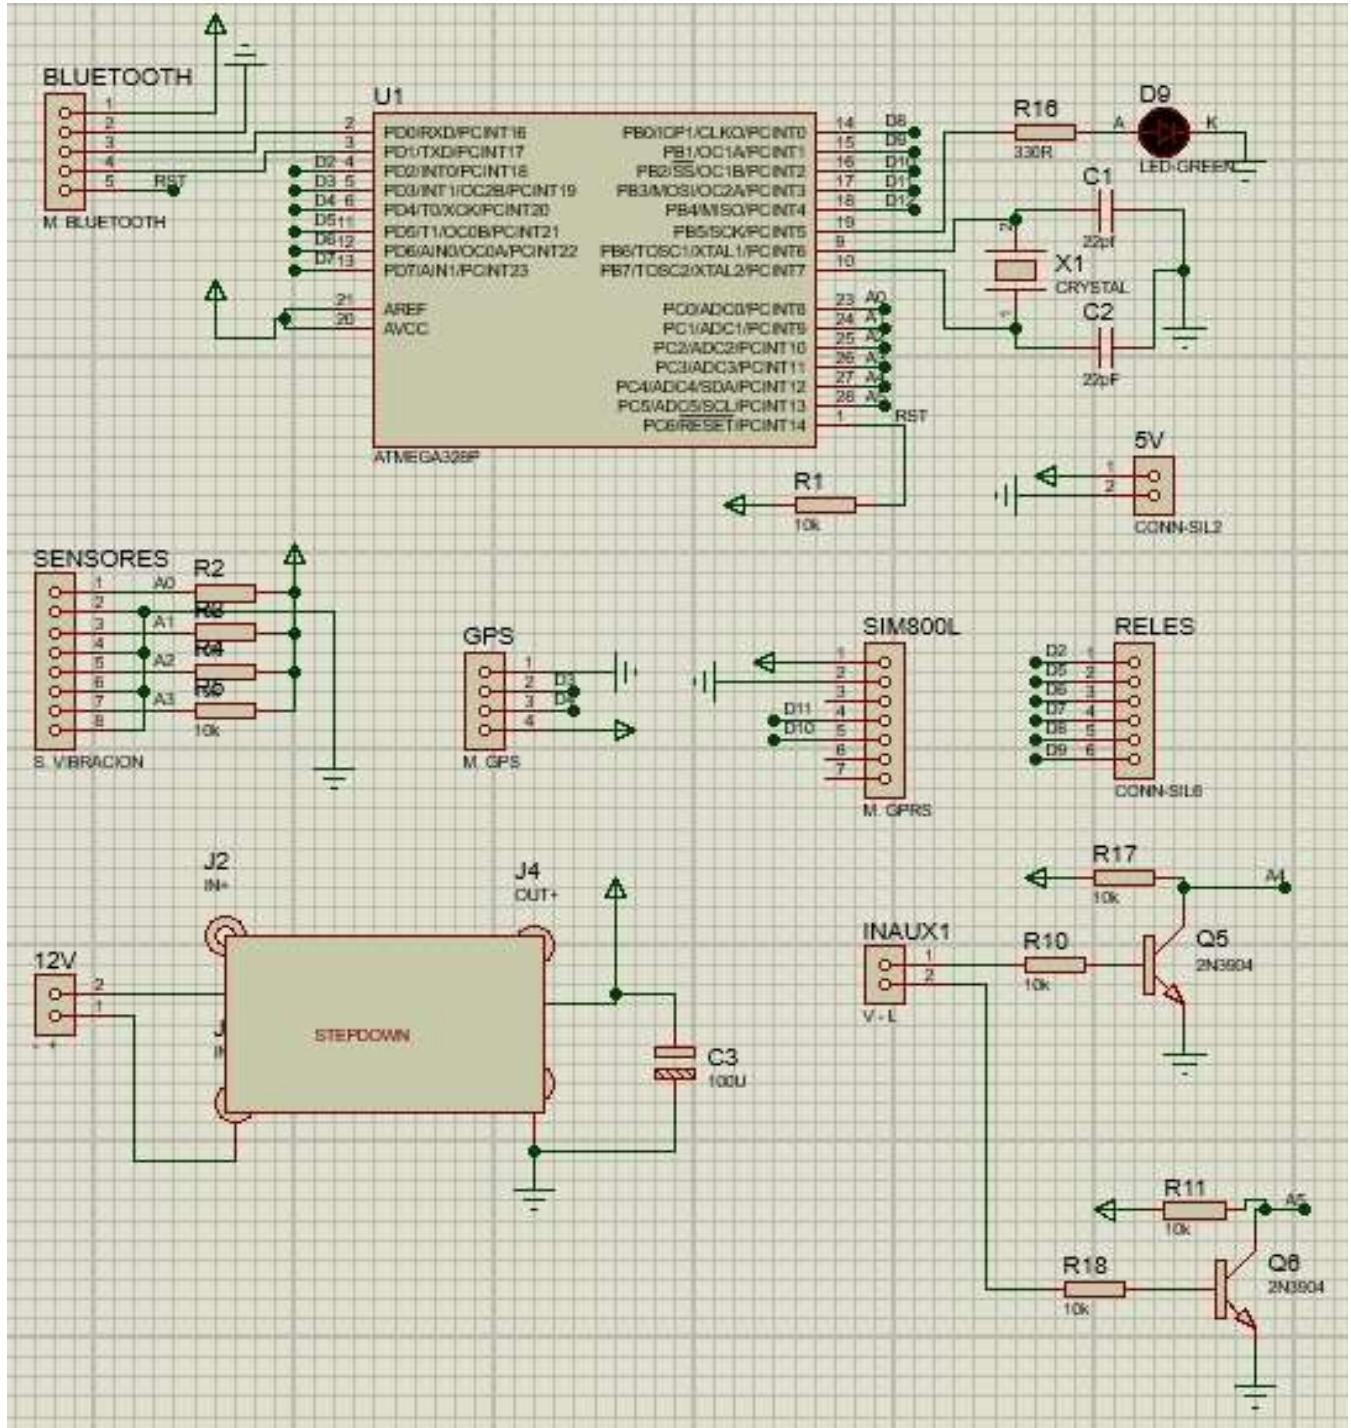 BLUETOOTH
1
2
3
4
5
RST
M. BLUETOOTH
U1
2 PD0/RXD/PCINT16
3 PD1/TXD/PCINT17
D2 4 PD2/INT0/PCINT18
D3 5 PD3/INT1/OC2B/PCINT19
D4 6 PD4/T0/XCK/PCINT20
D5 11 PD5/T1/OC0B/PCINT21
D6 12 PD6/AIN0/OC0A/PCINT22
D7 13 PD7/AIN1/PCINT23
21 AREF
20 AVCC
PB0/ICP1/CLKO/PCINT0 14 D8
PB1/OC1A/PCINT1 15 D9
PB2/SS/OC1B/PCINT2 16
PB3/MOSI/OC2A/PCINT3 17
PB4/MISO/PCINT4 18
PB5/SCK/PCINT5 19
PB6/TOSC1/XTAL1/PCINT6 9
PB7/TOSC2/XTAL2/PCINT7 10
PC0/ADC0/PCINT8 23 A0
PC1/ADC1/PCINT9 24
PC2/ADC2/PCINT10 25
PC3/ADC3/PCINT11 26
PC4/ADC4/SDA/PCINT12 27
PC5/ADC5/SCL/PCINT13 28
PC6/RESET/PCINT14 1 RST
ATMEGA328P
R16
330R
D9
A K
LED-GREEN
C1
22pf
2
X1
CRYSTAL
1
C2
22pF
R1
10k
5V
1
2
CONN-SIL2
SENSORES
1 A0 R2
2 R3
3 A1
4 R4
5 A2
6 R5
7 A3
8 10k
S. VIBRACION
GPS
1
2 D3
3 D4
4
M. GPS
SIM800L
1
2
3
D11 4
D10 5
6
7
M. GPRS
RELES
D2 1
D5 2
D6 3
D7 4
D8 5
D9 6
CONN-SIL6
J2
IN+
J4
OUT+
12V
2
1
- +
STEPDOWN
C3
100U
INAUX1
1
2
V - L
R17
10k
A4
R10
10k
Q5
2N3904
R11
10k
A5
R18
10k
Q6
2N3904